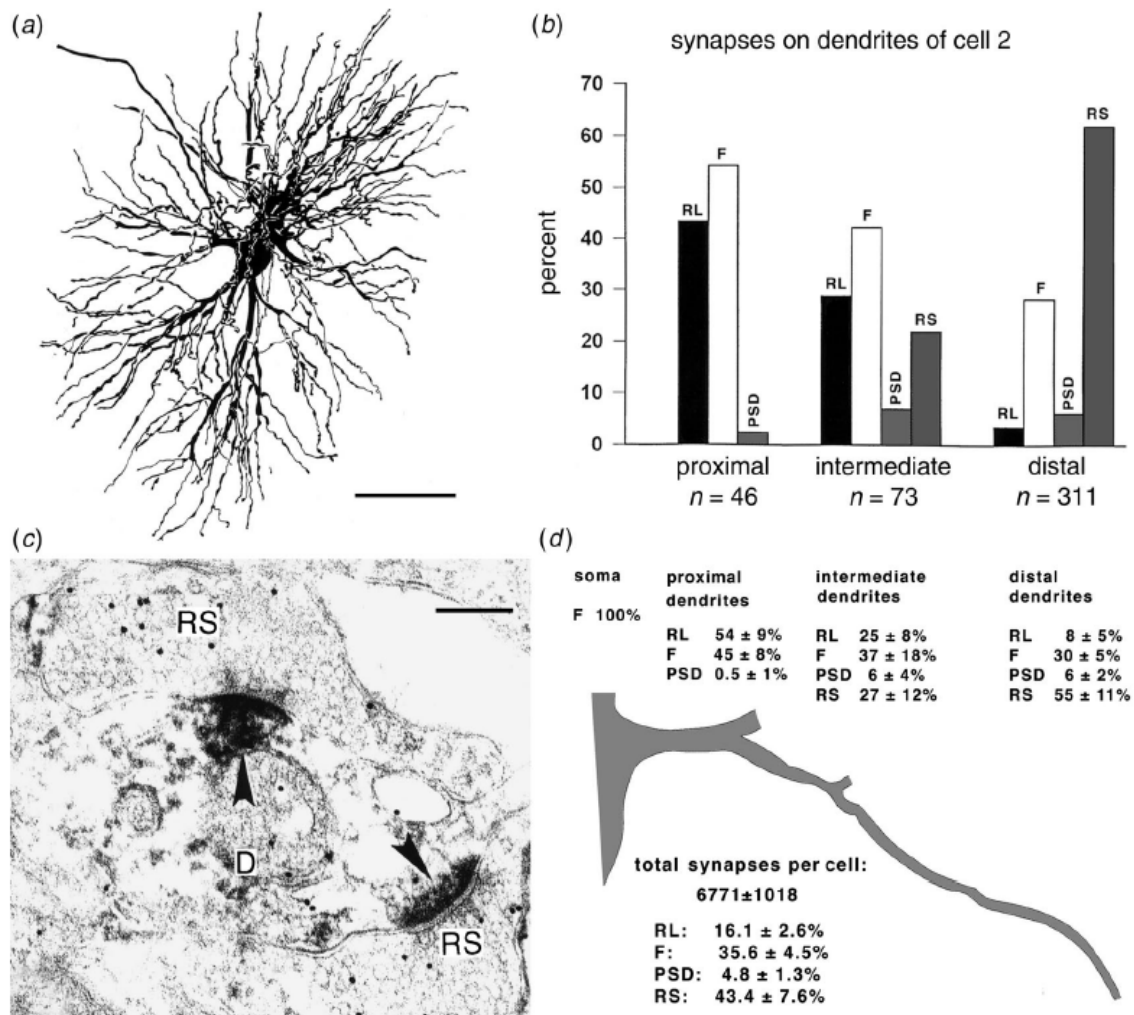 (a)
(b)
synapses on dendrites of cell 2
percent
70
60
50
40
30
20
10
0
RL
F
PSD
RL
F
PSD
RS
RL
F
PSD
RS
proximal
intermediate
distal
n = 46
n = 73
n = 311
(c)
RS
D
RS
(d)
soma
F 100%
proximal
dendrites
RL 54 ± 9%
F 45 ± 8%
PSD 0.5 ± 1%
intermediate
dendrites
RL 25 ± 8%
F 37 ± 18%
PSD 6 ± 4%
RS 27 ± 12%
distal
dendrites
RL 8 ± 5%
F 30 ± 5%
PSD 6 ± 2%
RS 55 ± 11%
total synapses per cell:
6771±1018
RL: 16.1 ± 2.6%
F: 35.6 ± 4.5%
PSD: 4.8 ± 1.3%
RS: 43.4 ± 7.6%